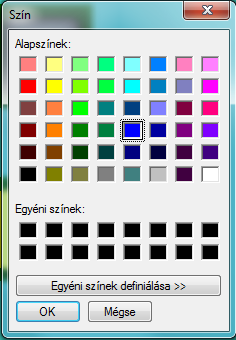 Szín
Alapszínek:
Egyéni színek:
Egyéni színek definiálása >>
OK
Mégse